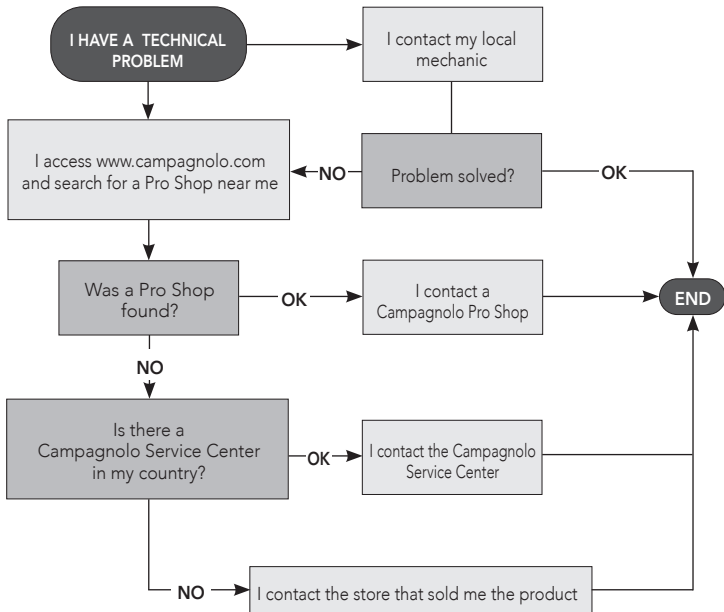 I HAVE A TECHNICAL
PROBLEM
I contact my local
mechanic
I access www.campagnolo.com
and search for a Pro Shop near me
NO
Problem solved?
OK
Was a Pro Shop
found?
OK
I contact a
Campagnolo Pro Shop
END
NO
Is there a
Campagnolo Service Center
in my country?
OK
I contact the Campagnolo
Service Center
NO
I contact the store that sold me the product